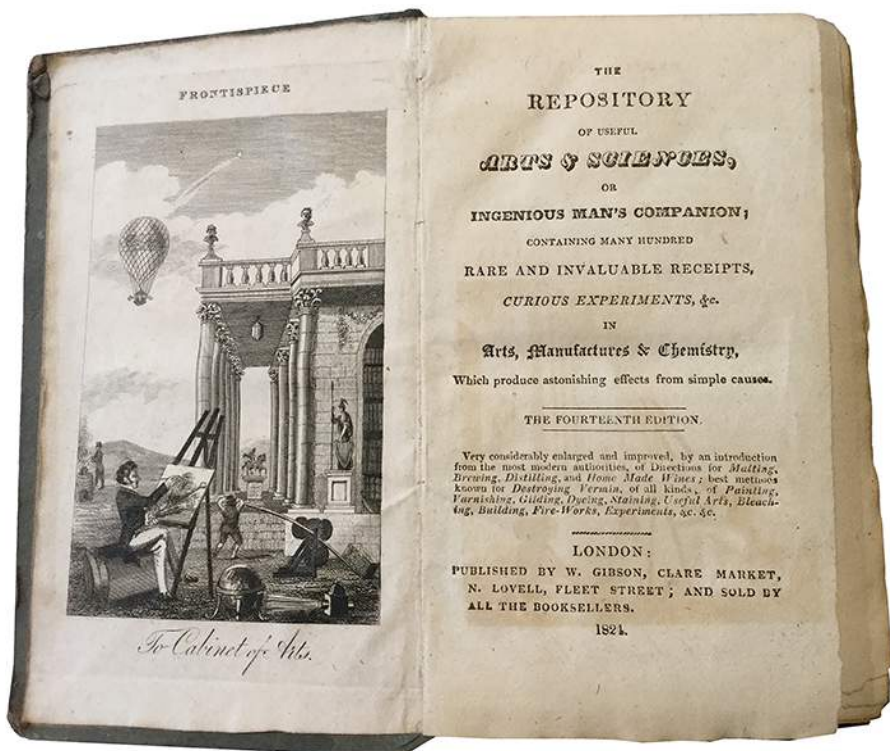 FRONTISPIECE
To Cabinet of Arts.
THE
REPOSITORY
OF USEFUL
ARTS & SCIENCES,
OR
INGENIOUS MAN'S COMPANION;
CONTAINING MANY HUNDRED
RARE AND INVALUABLE RECEIPTS,
CURIOUS EXPERIMENTS, &c.
IN
Arts, Manufactures & Chemistry,
Which produce astonishing effects from simple causes.
THE FOURTEENTH EDITION.
Very considerably enlarged and improved, by an introduction
from the most modern authorities, of Directions for Malting,
Brewing, Distilling, and Home Made Wines; best methods
known for Destroying Vermin, of all kinds, of Painting,
Varnishing, Gilding, Dyeing, Staining, Useful Arts, Bleach-
ing, Building, Fire-Works, Experiments, &c. &c.
LONDON:
PUBLISHED BY W. GIBSON, CLARE MARKET,
N. LOVELL, FLEET STREET; AND SOLD BY
ALL THE BOOKSELLERS.
1824.